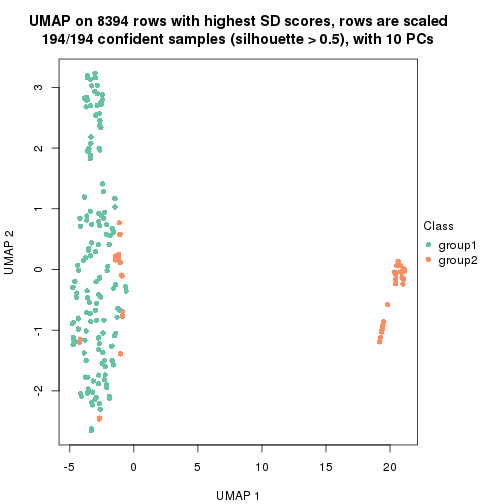 UMAP on 8394 rows with highest SD scores, rows are scaled
194/194 confident samples (silhouette > 0.5), with 10 PCs
3
2
1
0
-1
-2
UMAP 2
Class
group1
group2
-5
0
5
10
15
20
UMAP 1